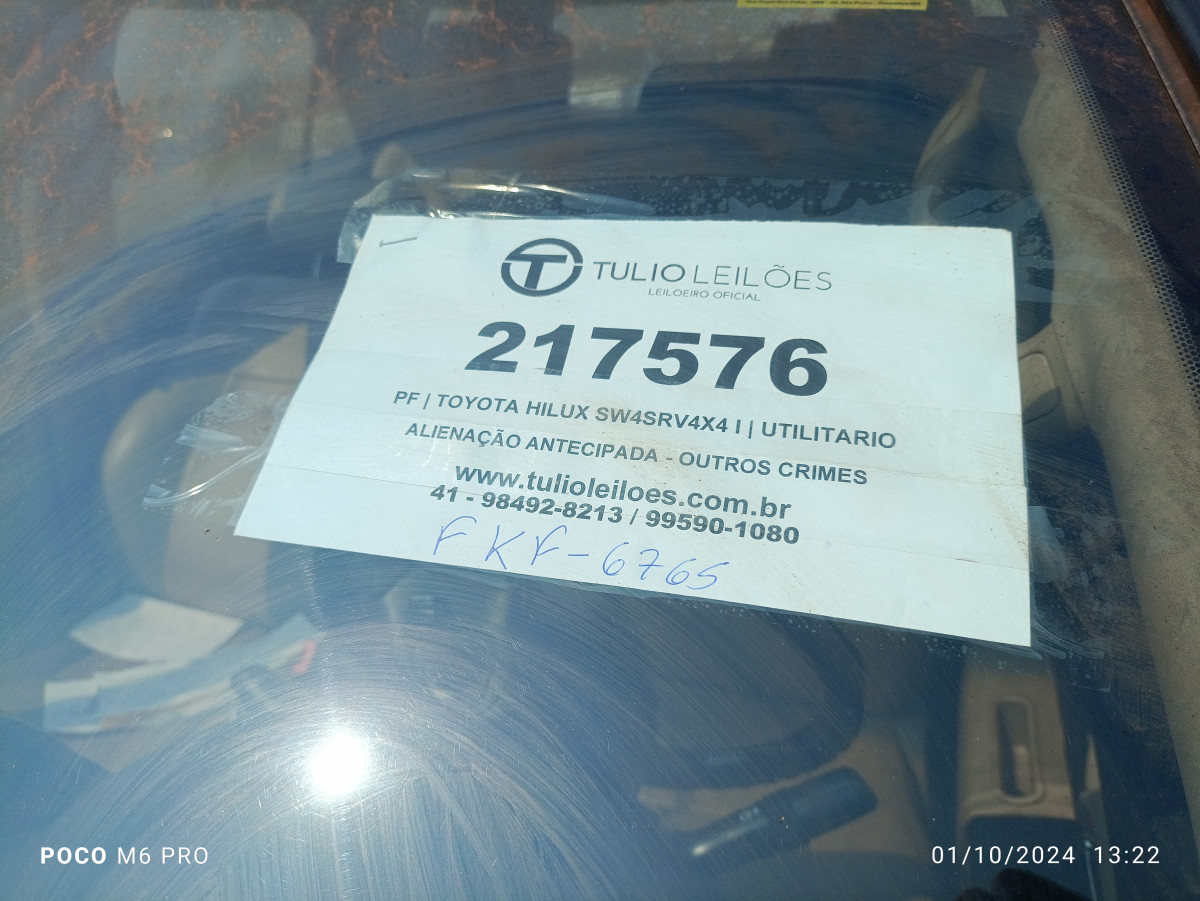 TULIO LEILÕES
LEILOEIRO OFICIAL
217576
PF | TOYOTA HILUX SW4SRV4X4 I | UTILITARIO
ALIENAÇÃO ANTECIPADA - OUTROS CRIMES
www.tulioleiloes.com.br
41 - 98492-8213 / 99590-1080
FKF-6765
POCO M6 PRO
01/10/2024 13:22